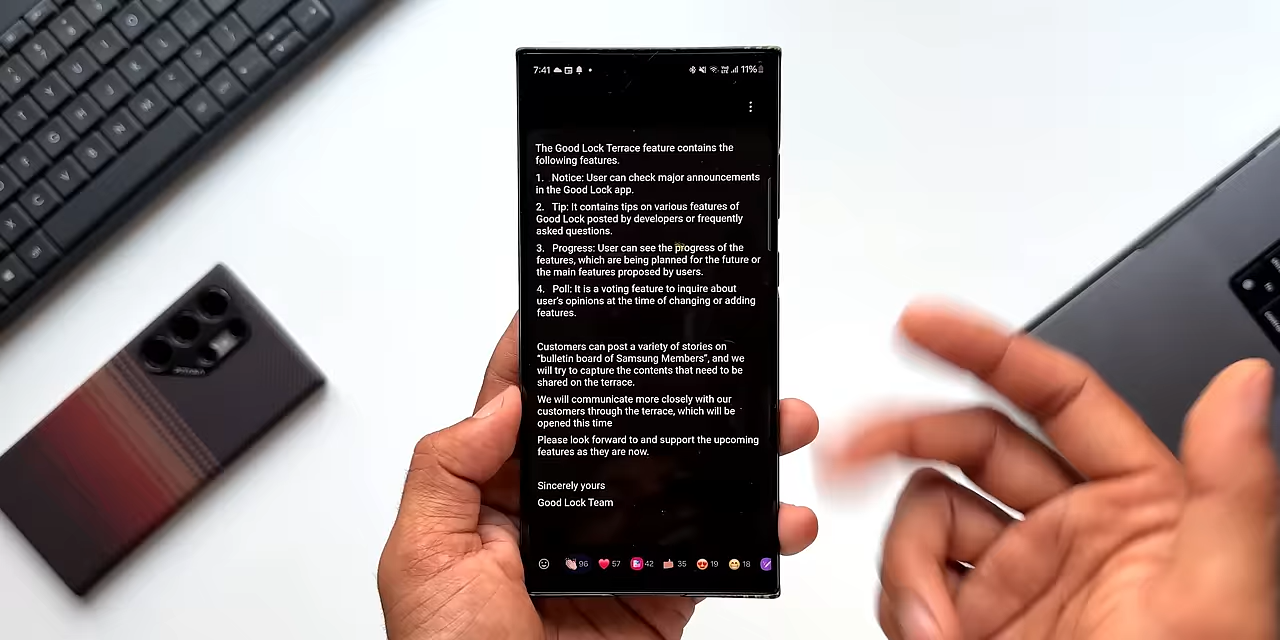 7:41
11%
The Good Lock Terrace feature contains the
following features.
1. Notice: User can check major announcements
in the Good Lock app.
2. Tip: It contains tips on various features of
Good Lock posted by developers or frequently
asked questions.
3. Progress: User can see the progress of the
features, which are being planned for the future or
the main features proposed by users.
4. Poll: It is a voting feature to inquire about
user's opinions at the time of changing or adding
features.
Customers can post a variety of stories on
"bulletin board of Samsung Members", and we
will try to capture the contents that need to be
shared on the terrace.
We will communicate more closely with our
customers through the terrace, which will be
opened this time
Please look forward to and support the upcoming
features as they are now.
Sincerely yours
Good Lock Team
96 57 42 35 19 18